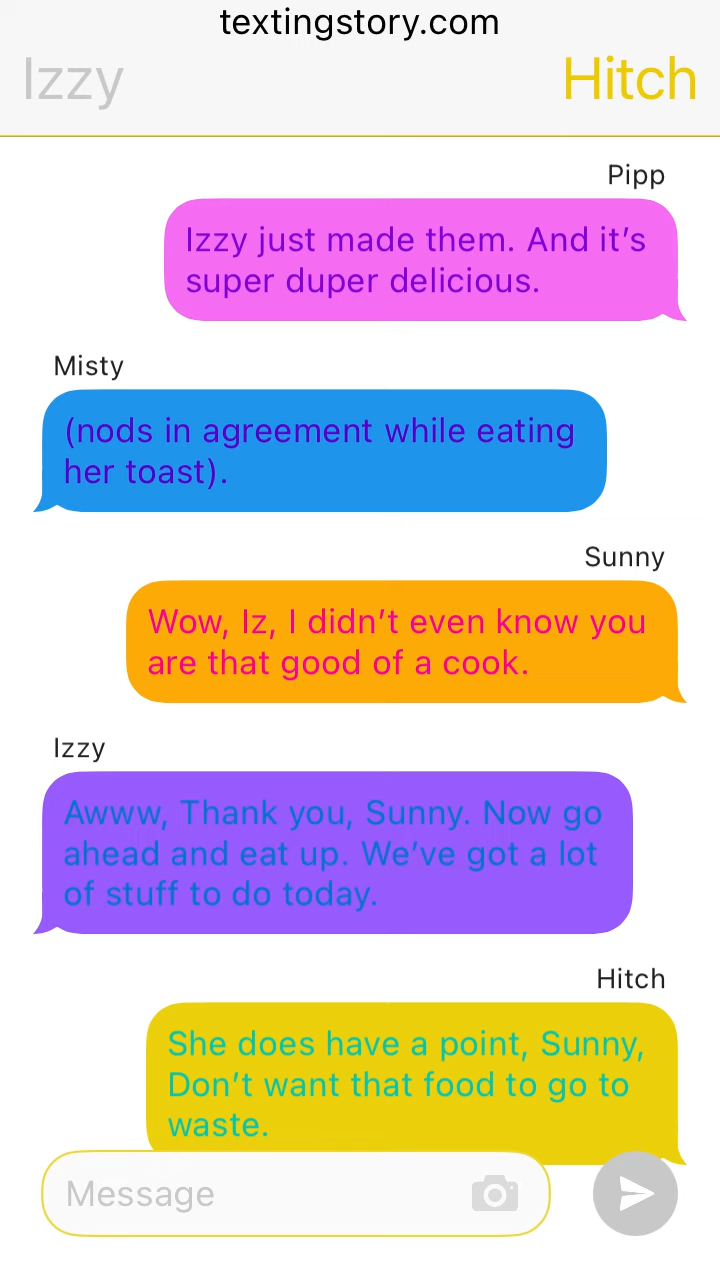 textingstory.com
Izzy
Hitch
Pipp
Izzy just made them. And it’s
super duper delicious.
Misty
(nods in agreement while eating
her toast).
Sunny
Wow, Iz, I didn’t even know you
are that good of a cook.
Izzy
Awww, Thank you, Sunny. Now go
ahead and eat up. We’ve got a lot
of stuff to do today.
Hitch
She does have a point, Sunny,
Don’t want that food to go to
waste.
Message